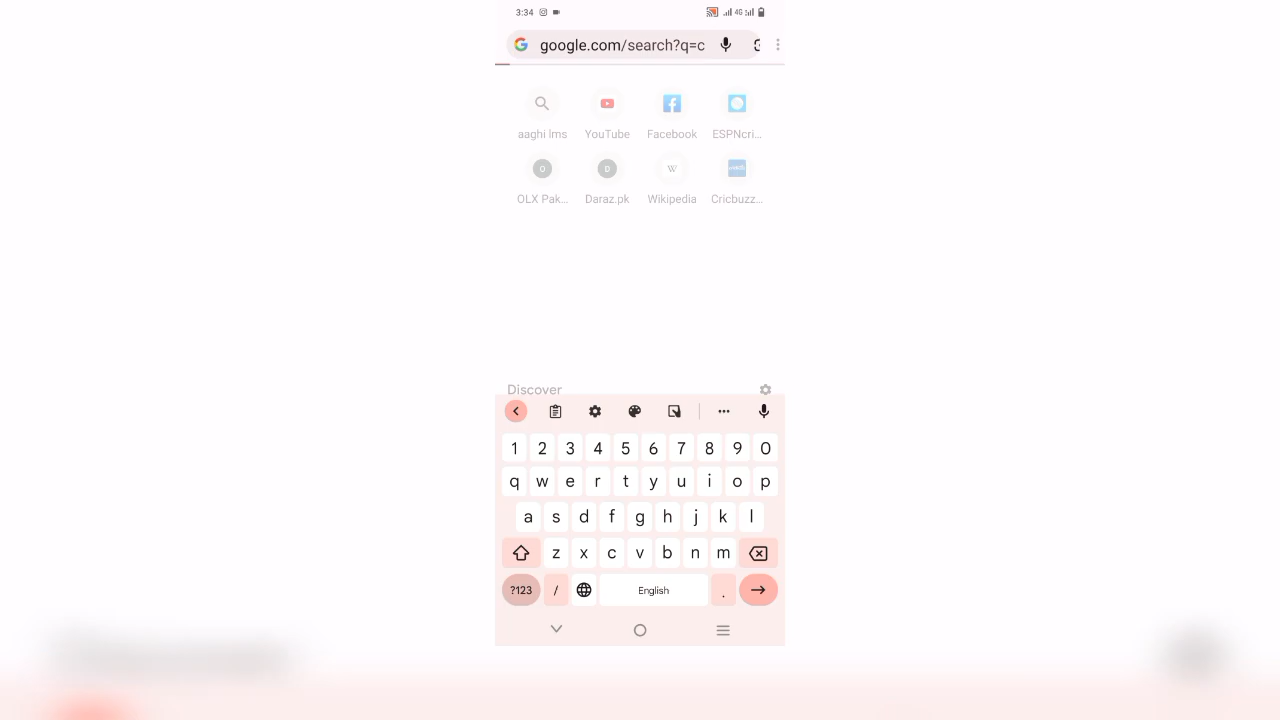 3:34 4G
google.com/search?q=c
aaghi lms YouTube Facebook ESPNcri...
O D W
OLX Pak... Daraz.pk Wikipedia Cricbuzz...
Discover
1 2 3 4 5 6 7 8 9 0
q w e r t y u i o p
a s d f g h j k l
z x c v b n m
?123 / English .